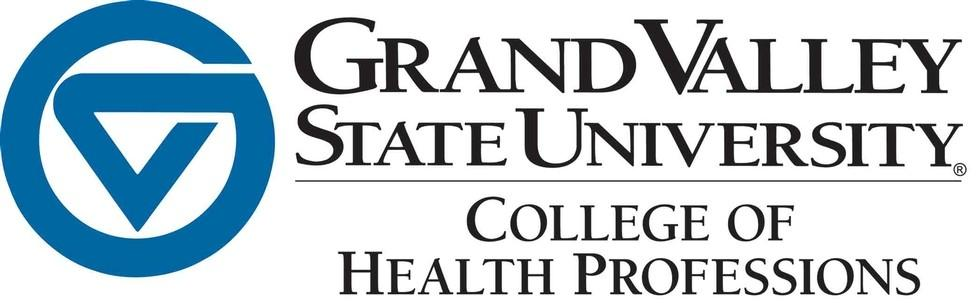 GRAND VALLEY
STATE UNIVERSITY®
COLLEGE OF
HEALTH PROFESSIONS